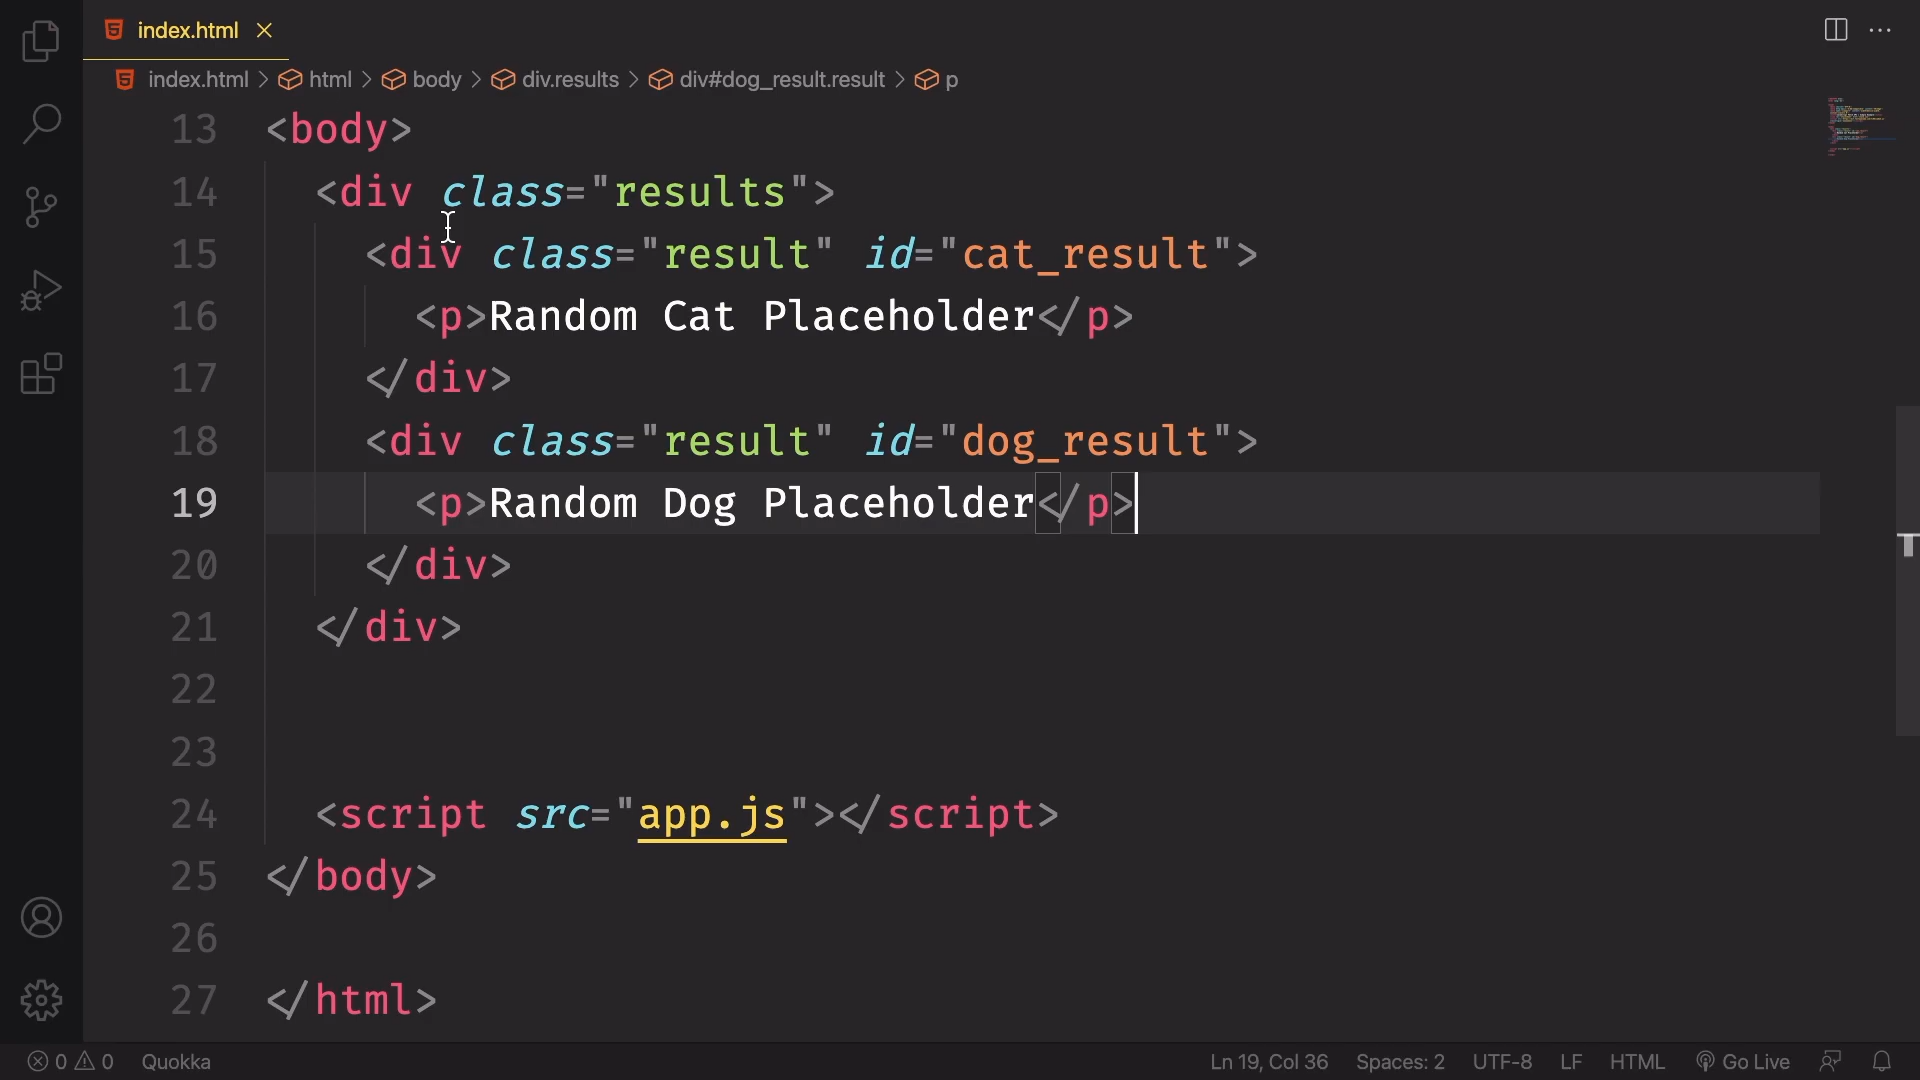 index.html
index.html > html > body > div.results > div#dog_result.result > p
13 <body>
14 <div class="results">
15 <div class="result" id="cat_result">
16 <p>Random Cat Placeholder</p>
17 </div>
18 <div class="result" id="dog_result">
19 <p>Random Dog Placeholder</p>
20 </div>
21 </div>
22
23
24 <script src="app.js"></script>
25 </body>
26
27 </html>
0 0 Quokka Ln 19, Col 36 Spaces: 2 UTF-8 LF HTML Go Live